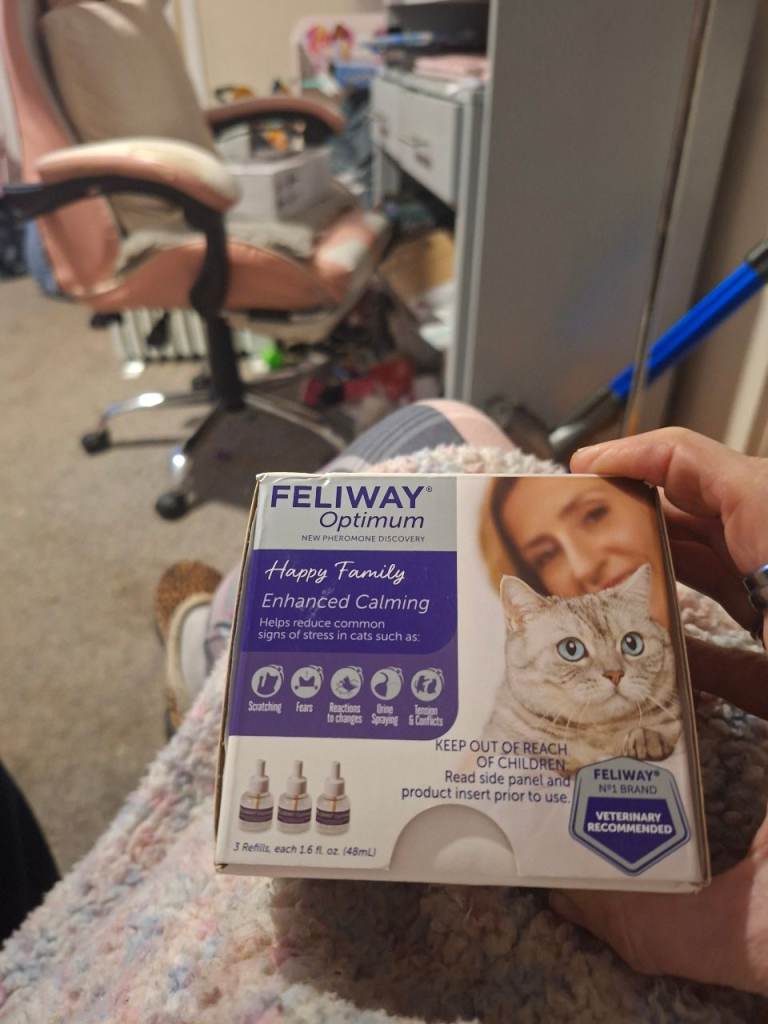 FELIWAY®
Optimum
NEW PHEROMONE DISCOVERY
Happy Family
Enhanced Calming
Helps reduce common
signs of stress in cats such as:
Scratching
Fears
Reactions
to changes
Urine
Spraying
Tension
& Conflicts
KEEP OUT OF REACH
OF CHILDREN.
Read side panel and
product insert prior to use.
3 Refills, each 1.6 fl. oz. (48mL)
FELIWAY®
Nº1 BRAND
VETERINARY
RECOMMENDED